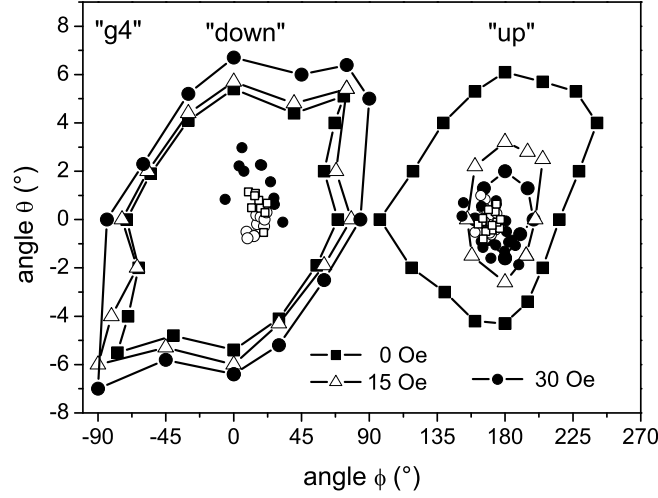 "g4" "down" "up"
8
6
4
2
0
-2
-4
-6
-8
angle θ (°)
0 Oe
15 Oe
30 Oe
-90 -45 0 45 90 135 180 225 270
angle ϕ (°)